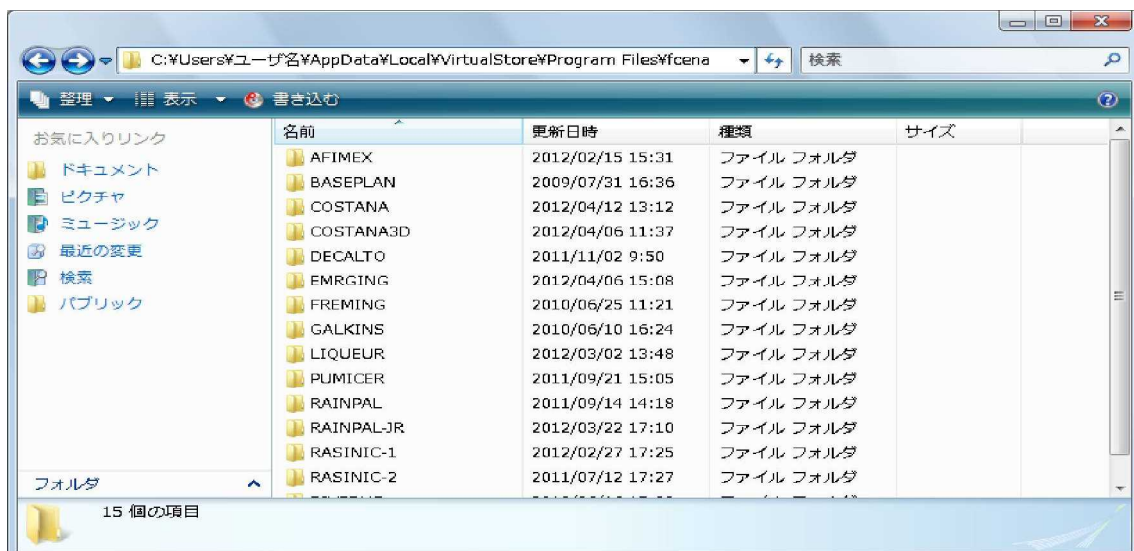 C:¥Users¥ユーザ名¥AppData¥Local¥VirtualStore¥Program Files¥fcena
検索
整理 表示 書き込む
お気に入りリンク
ドキュメント
ピクチャ
ミュージック
最近の変更
検索
パブリック
フォルダ
名前 更新日時 種類 サイズ
AFIMEX 2012/02/15 15:31 ファイル フォルダ
BASEPLAN 2009/07/31 16:36 ファイル フォルダ
COSTANA 2012/04/12 13:12 ファイル フォルダ
COSTANA3D 2012/04/06 11:37 ファイル フォルダ
DECALTO 2011/11/02 9:50 ファイル フォルダ
EMRGING 2012/04/06 15:08 ファイル フォルダ
FREMING 2010/06/25 11:21 ファイル フォルダ
GALKINS 2010/06/10 16:24 ファイル フォルダ
LIQUEUR 2012/03/02 13:48 ファイル フォルダ
PUMICER 2011/09/21 15:05 ファイル フォルダ
RAINPAL 2011/09/14 14:18 ファイル フォルダ
RAINPAL-JR 2012/03/22 17:10 ファイル フォルダ
RASINIC-1 2012/02/27 17:25 ファイル フォルダ
RASINIC-2 2011/07/12 17:27 ファイル フォルダ
15 個の項目